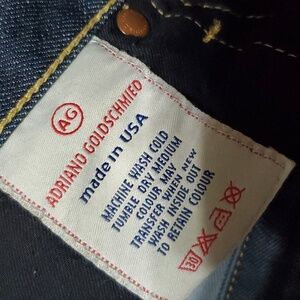 AG
ADRIANO GOLDSCHMIED
made in USA
MACHINE WASH COLD
TUMBLE DRY MEDIUM
COLOUR MAY
TRANSFER WHEN NEW
WASH INSIDE OUT
TO RETAIN COLOUR
30